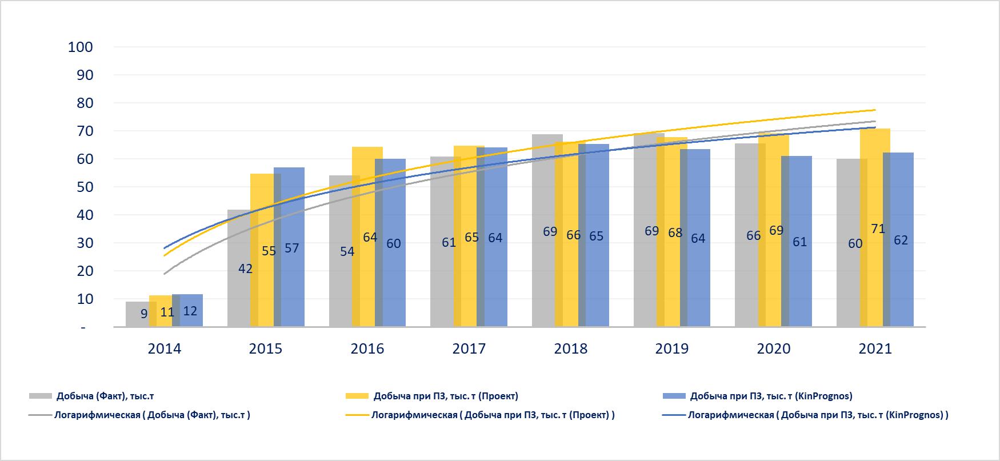 100
90
80
70
60
50
40
30
20
10
-
9 11 12
42 55 57
54 64 60
61 65 64
69 66 65
69 68 64
66 69 61
60 71 62
2014 2015 2016 2017 2018 2019 2020 2021
Добыча (Факт), тыс.т Добыча при ПЗ, тыс. т (Проект) Добыча при ПЗ, тыс. т (KinPrognos)
Логарифмическая ( Добыча (Факт), тыс.т ) Логарифмическая ( Добыча при ПЗ, тыс. т (Проект) ) Логарифмическая ( Добыча при ПЗ, тыс. т (KinPrognos) )